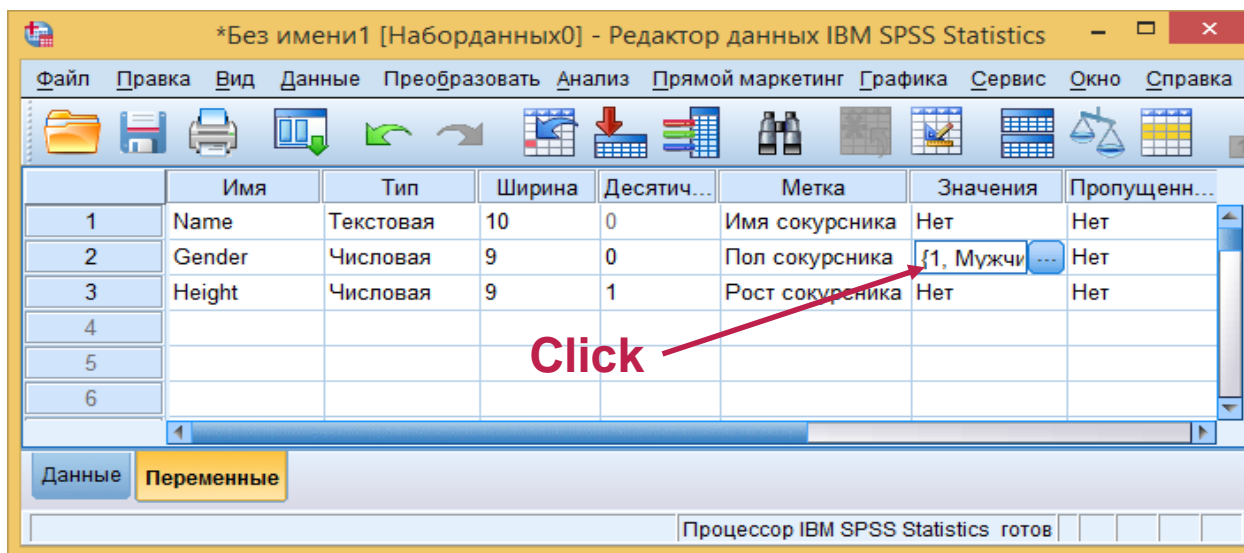 *Без имени1 [Наборданных0] - Редактор данных IBM SPSS Statistics
Файл Правка Вид Данные Преобразовать Анализ Прямой маркетинг Графика Сервис Окно Справка
Имя Тип Ширина Десятич... Метка Значения Пропущенн...
1 Name Текстовая 10 0 Имя сокурсника Нет Нет
2 Gender Числовая 9 0 Пол сокурсника {1, Мужчи ... Нет
3 Height Числовая 9 1 Рост сокурсника Нет Нет
4
5
6
Click
Данные Переменные
Процессор IBM SPSS Statistics готов